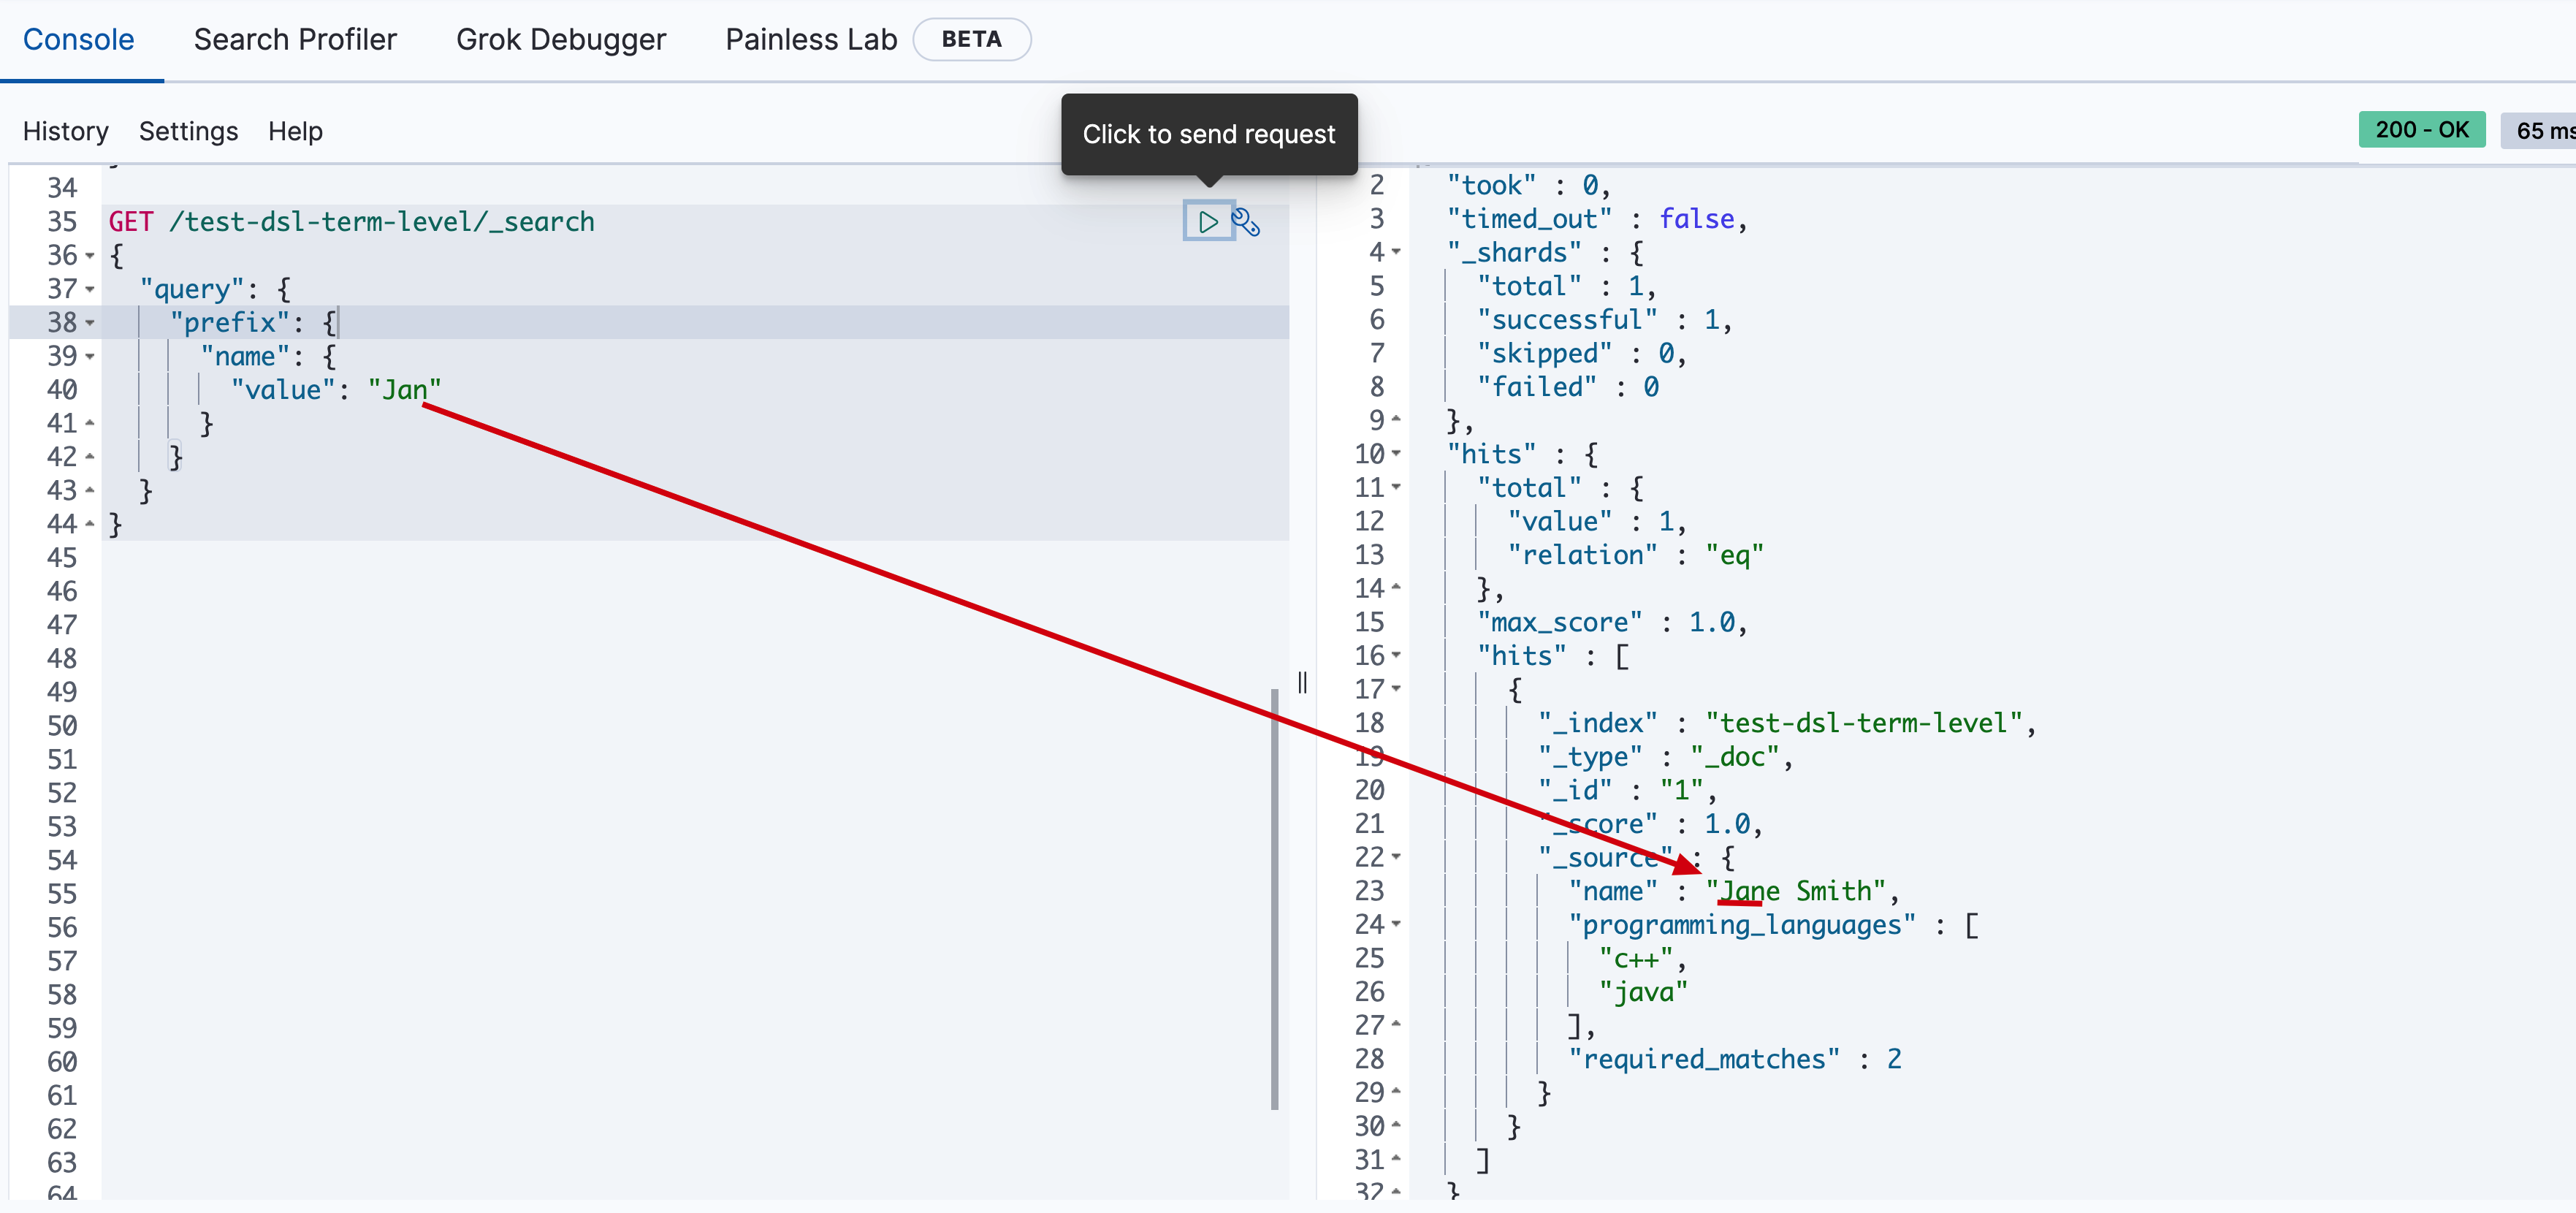 Console Search Profiler Grok Debugger Painless Lab BETA
Click to send request
History Settings Help
200 - OK 65 ms
34
35 GET /test-dsl-term-level/_search
36 {
37 "query": {
38 "prefix": {
39 "name": {
40 "value": "Jan"
41 }
42 }
43 }
44 }
45
46
47
48
49
50
51
52
53
54
55
56
57
58
59
60
61
62
63
64
2 "took" : 0,
3 "timed_out" : false,
4 "_shards" : {
5 "total" : 1,
6 "successful" : 1,
7 "skipped" : 0,
8 "failed" : 0
9 },
10 "hits" : {
11 "total" : {
12 "value" : 1,
13 "relation" : "eq"
14 },
15 "max_score" : 1.0,
16 "hits" : [
17 {
18 "_index" : "test-dsl-term-level",
19 "_type" : "_doc",
20 "_id" : "1",
21 "_score" : 1.0,
22 "_source" : {
23 "name" : "Jane Smith",
24 "programming_languages" : [
25 "c++",
26 "java"
27 ],
28 "required_matches" : 2
29 }
30 }
31 ]
32 }